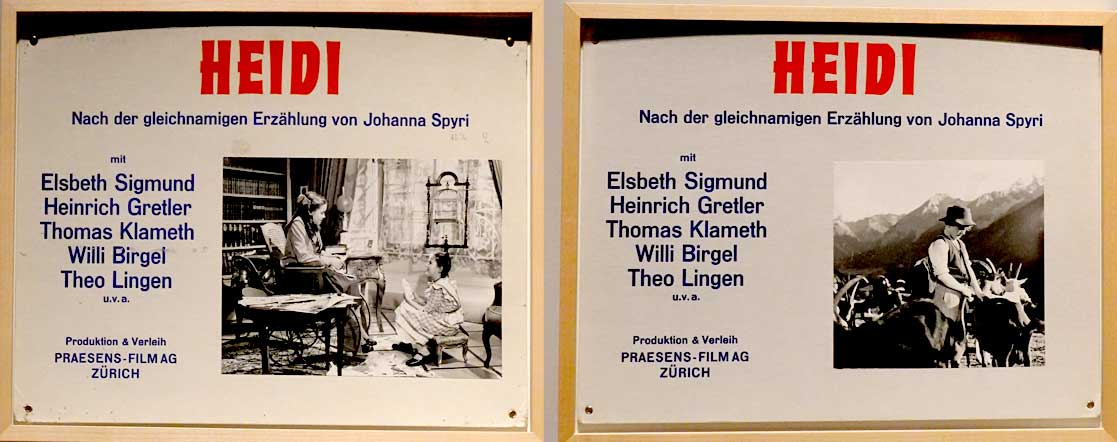 HEIDI
Nach der gleichnamigen Erzählung von Johanna Spyri
mit
Elsbeth Sigmund
Heinrich Gretler
Thomas Klameth
Willi Birgel
Theo Lingen
u.v.a.
Produktion & Verleih
PRAESENS-FILM AG
ZÜRICH
HEIDI
Nach der gleichnamigen Erzählung von Johanna Spyri
mit
Elsbeth Sigmund
Heinrich Gretler
Thomas Klameth
Willi Birgel
Theo Lingen
u.v.a.
Produktion & Verleih
PRAESENS-FILM AG
ZÜRICH